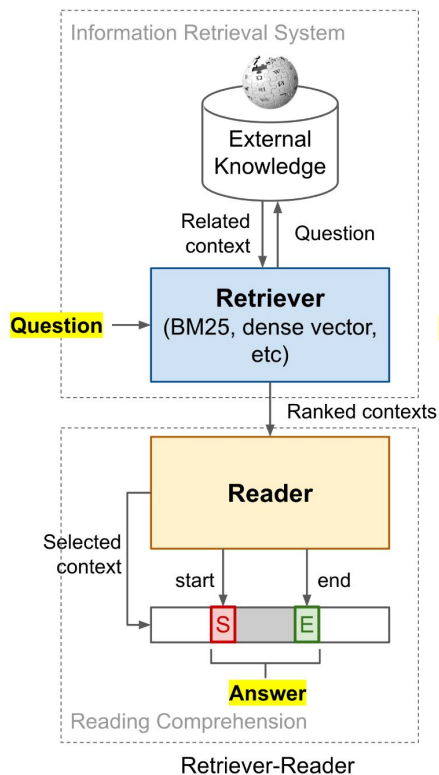 Information Retrieval System
External
Knowledge
Related
context
Question
Question
Retriever
(BM25, dense vector,
etc)
Ranked contexts
Reader
Selected
context
start
end
S
E
Answer
Reading Comprehension
Retriever-Reader